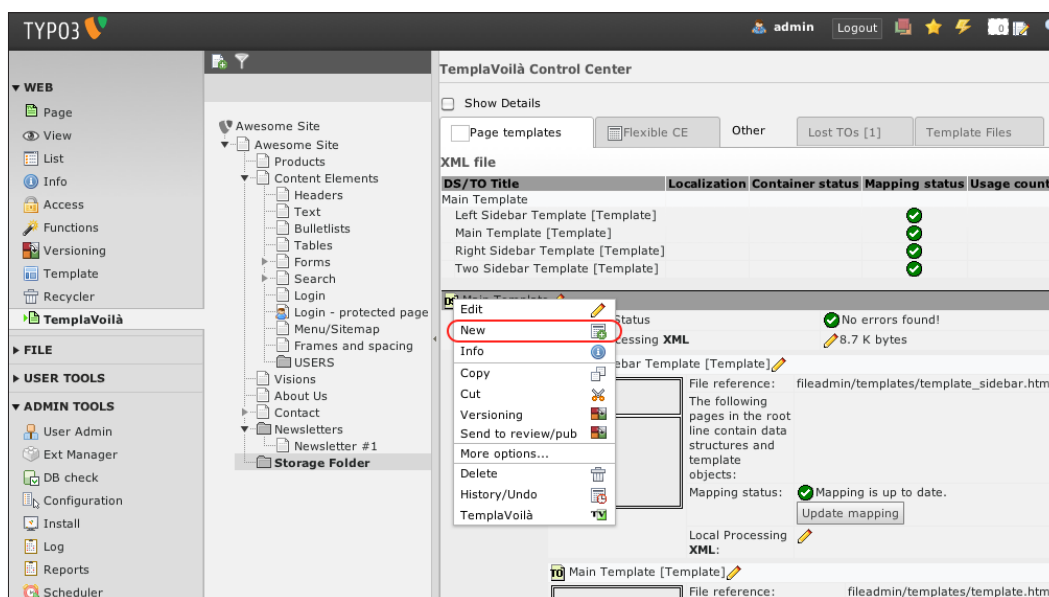 TYPO3
admin Logout 0
WEB
Page
View
List
Info
Access
Functions
Versioning
Template
Recycler
TemplaVoilà
FILE
USER TOOLS
ADMIN TOOLS
User Admin
Ext Manager
DB check
Configuration
Install
Log
Reports
Scheduler
Awesome Site
Awesome Site
Products
Content Elements
Headers
Text
Bulletlists
Tables
Forms
Search
Login
Login - protected page
Menu/Sitemap
Frames and spacing
USERS
Visions
About Us
Contact
Newsletters
Newsletter #1
Storage Folder
TemplaVoilà Control Center
Show Details
Page templates Flexible CE Other Lost TOs [1] Template Files
XML file
DS/TO Title Localization Container status Mapping status Usage count
Main Template
Left Sidebar Template [Template]
Main Template [Template]
Right Sidebar Template [Template]
Two Sidebar Template [Template]
Main Template
Edit
New
Info
Copy
Cut
Versioning
Send to review/pub
More options...
Delete
History/Undo
TemplaVoilà
Status No errors found!
essing XML 8.7 K bytes
ebar Template [Template]
File reference: fileadmin/templates/template_sidebar.htm
The following
pages in the root
line contain data
structures and
template
objects:
Mapping status: Mapping is up to date.
Update mapping
Local Processing
XML:
TO Main Template [Template]
File reference: fileadmin/templates/template.htm